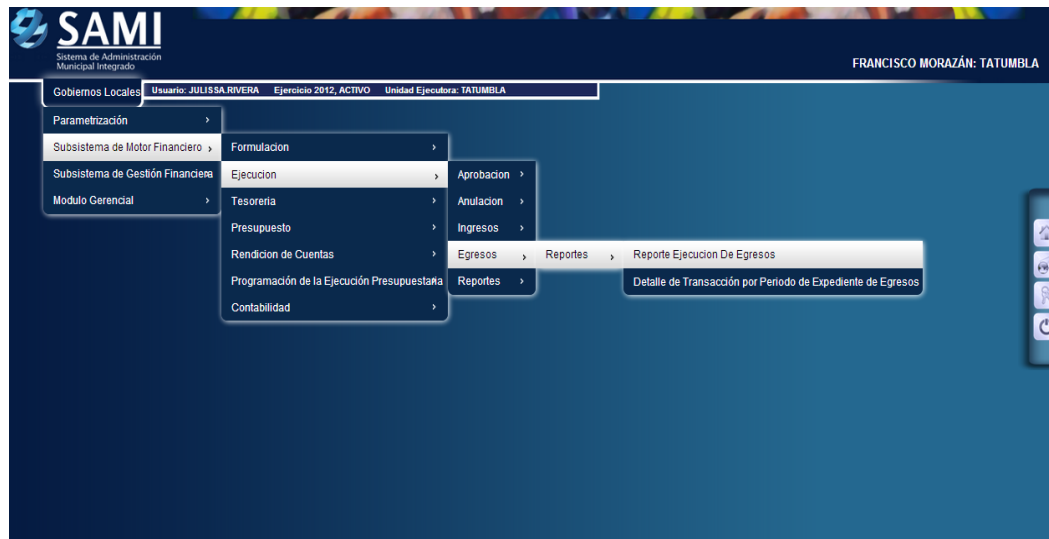 SAMI
Sistema de Administración
Municipal Integrado
FRANCISCO MORAZÁN: TATUMBLA
Gobiernos Locales
Usuario: JULISSA.RIVERA Ejercicio 2012, ACTIVO Unidad Ejecutora: TATUMBLA
Parametrización
Subsistema de Motor Financiero
Subsistema de Gestión Financiera
Modulo Gerencial
Formulacion
Ejecucion
Tesoreria
Presupuesto
Rendicion de Cuentas
Programación de la Ejecución Presupuestaria
Contabilidad
Aprobacion
Anulacion
Ingresos
Egresos
Reportes
Reportes
Reporte Ejecucion De Egresos
Detalle de Transacción por Periodo de Expediente de Egresos